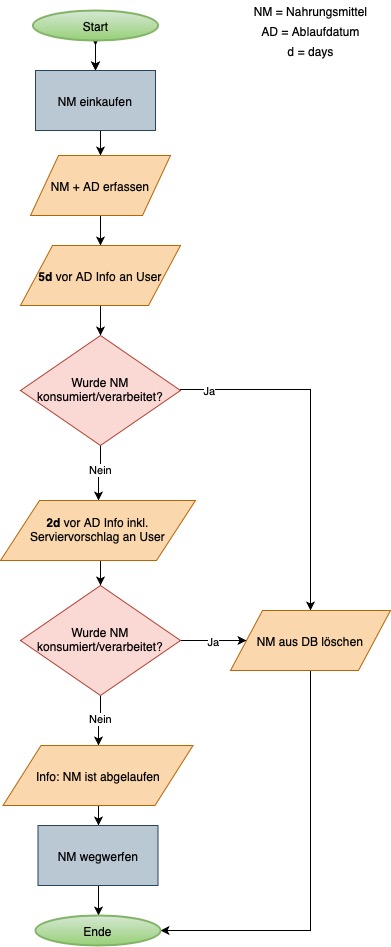 NM = Nahrungsmittel
AD = Ablaufdatum
d = days
Start
NM einkaufen
NM + AD erfassen
5d vor AD Info an User
Wurde NM
konsumiert/verarbeitet?
Ja
Nein
2d vor AD Info inkl.
Serviervorschlag an User
Wurde NM
konsumiert/verarbeitet?
Ja
NM aus DB löschen
Nein
Info: NM ist abgelaufen
NM wegwerfen
Ende